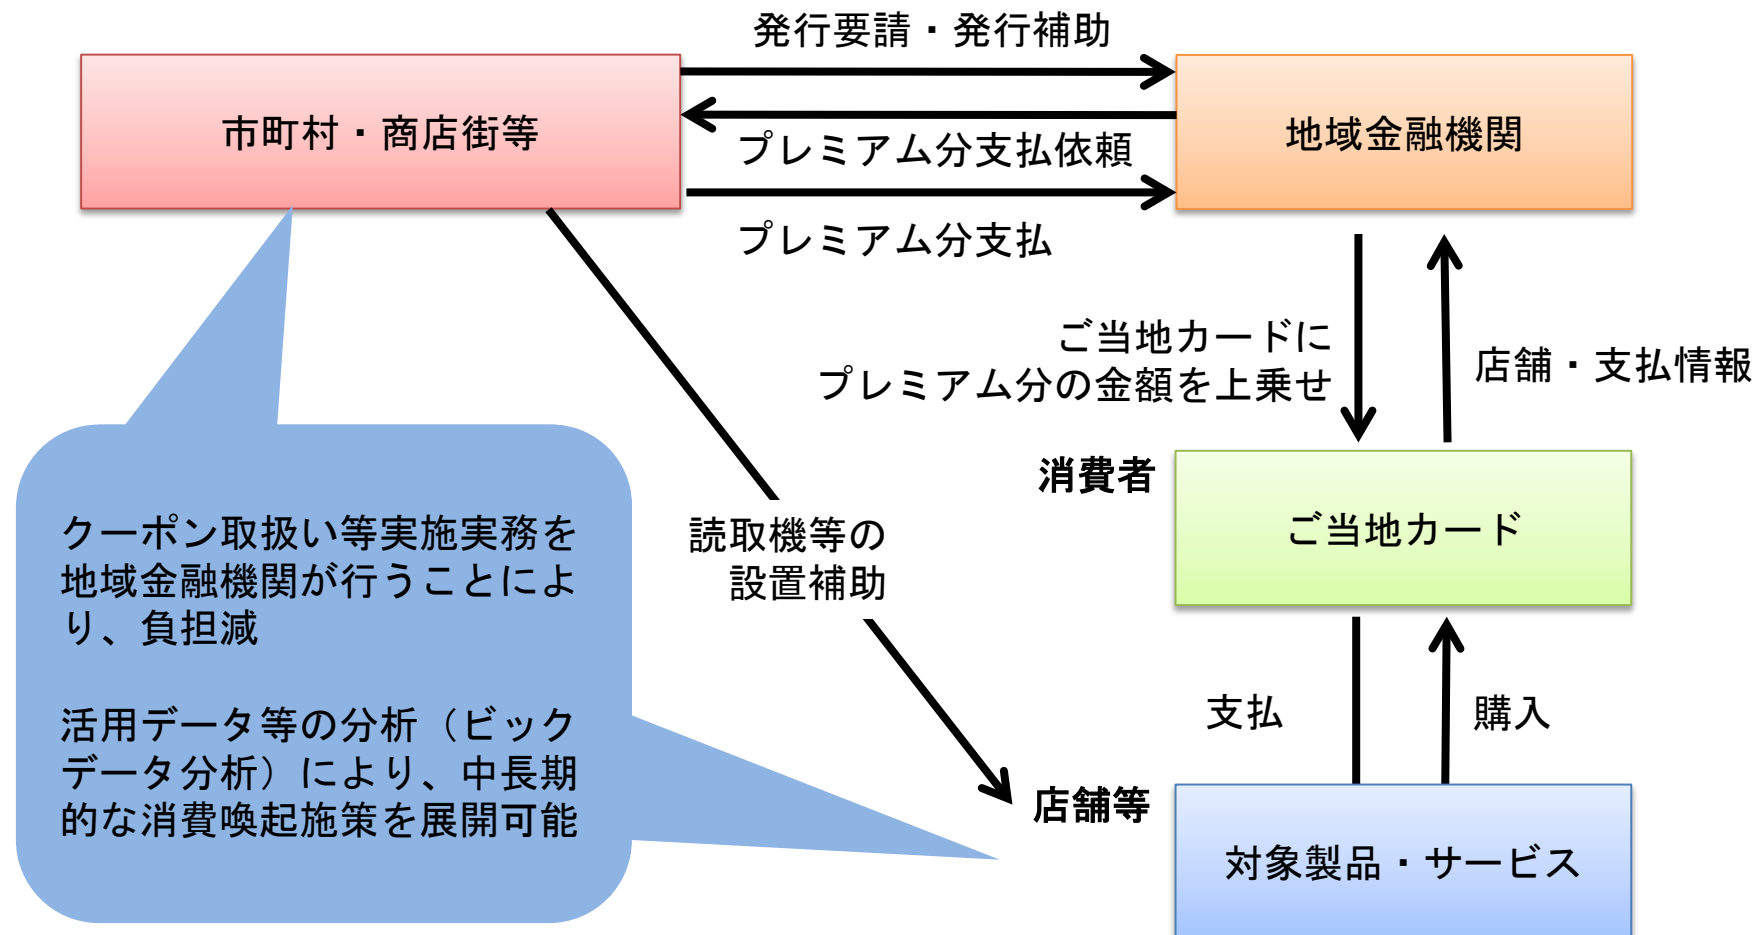 発行要請・発行補助
市町村・商店街等
地域金融機関
プレミアム分支払依頼
プレミアム分支払
ご当地カードに
プレミアム分の金額を上乗せ
店舗・支払情報
消費者
ご当地カード
クーポン取扱い等実施実務を
地域金融機関が行うことによ
り、負担減
読取機等の
設置補助
活用データ等の分析（ビック
データ分析）により、中長期
的な消費喚起施策を展開可能
支払
購入
店舗等
対象製品・サービス